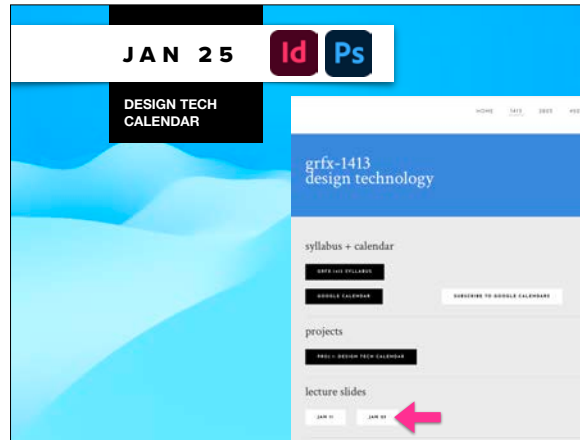 JAN 25
Id
Ps
DESIGN TECH
CALENDAR
HOME 1413
grfx-1413
design technology
syllabus + calendar
GRFX 1413 SYLLABUS
GOOGLE CALENDAR
SUBSCRIBE TO GOOGLE CALENDARS
projects
PROJ 1: DESIGN TECH CALENDAR
lecture slides
JAN 11